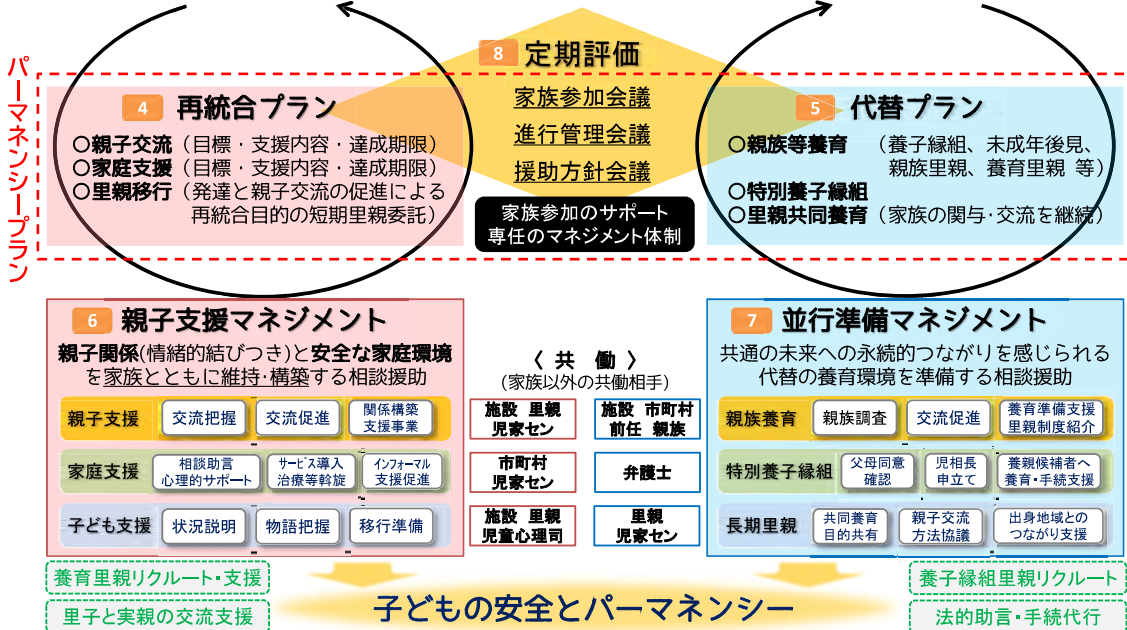 パーマネンシープラン
8 定期評価
家族参加会議
進行管理会議
援助方針会議
家族参加のサポート
専任のマネジメント体制
4 再統合プラン
〇親子交流（目標・支援内容・達成期限）
〇家庭支援（目標・支援内容・達成期限）
〇里親移行（発達と親子交流の促進による
再統合目的の短期里親委託）
5 代替プラン
〇親族等養育 （養子縁組、未成年後見、
親族里親、養育里親 等）
〇特別養子縁組
〇里親共同養育（家族の関与･交流を継続）
6 親子支援マネジメント
親子関係(情緒的結びつき)と安全な家庭環境
を家族とともに維持･構築する相談援助
親子支援 交流把握 交流促進
関係構築
支援事業
家庭支援
相談助言
心理的サポート
サービス導入
治療等斡旋
インフォーマル
支援促進
子ども支援 状況説明 物語把握 移行準備
〈 共 働 〉
(家族以外の共働相手)
施設 里親
児家セン
施設 市町村
前任 親族
市町村
児家セン
弁護士
施設 里親
児童心理司
里親
児家セン
7 並行準備マネジメント
共通の未来への永続的つながりを感じられる
代替の養育環境を準備する相談援助
親族養育 親族調査 交流促進
養育準備支援
里親制度紹介
特別養子縁組
父母同意
確認
児相長
申立て
養親候補者へ
養育･手続支援
長期里親
共同養育
目的共有
親子交流
方法協議
出身地域との
つながり支援
養育里親リクルート･支援
里子と実親の交流支援
子どもの安全とパーマネンシー
養子縁組里親リクルート
法的助言･手続代行